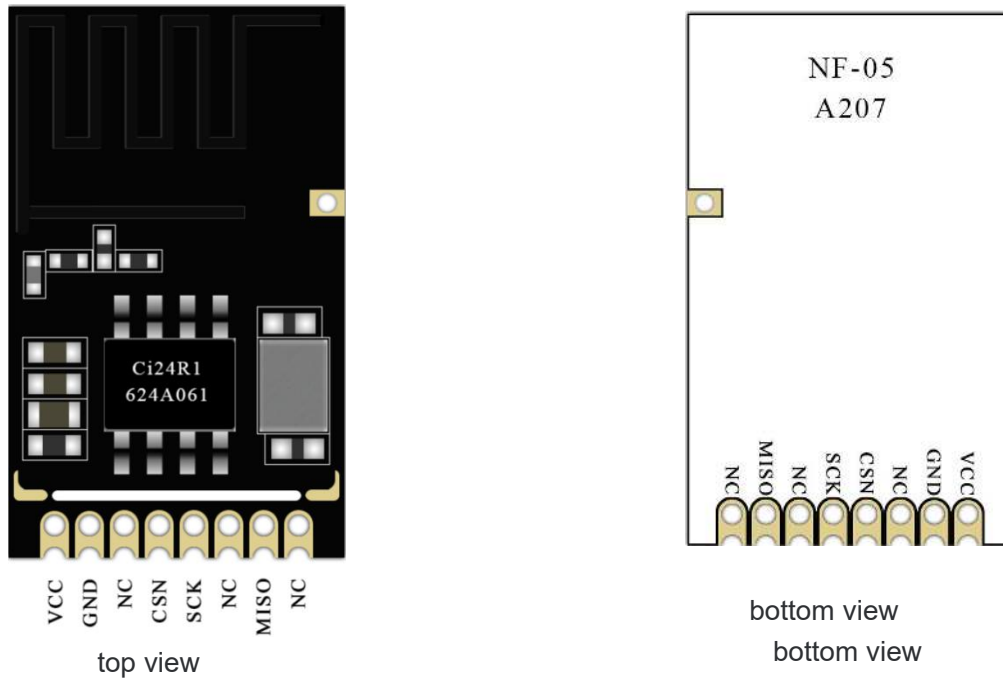 Ci24R1
624A061
VCC
GND
NC
CSN
SCK
NC
MISO
NC
top view
NF-05
A207
NC
MISO
NC
SCK
CSN
NC
GND
VCC
bottom view
bottom view